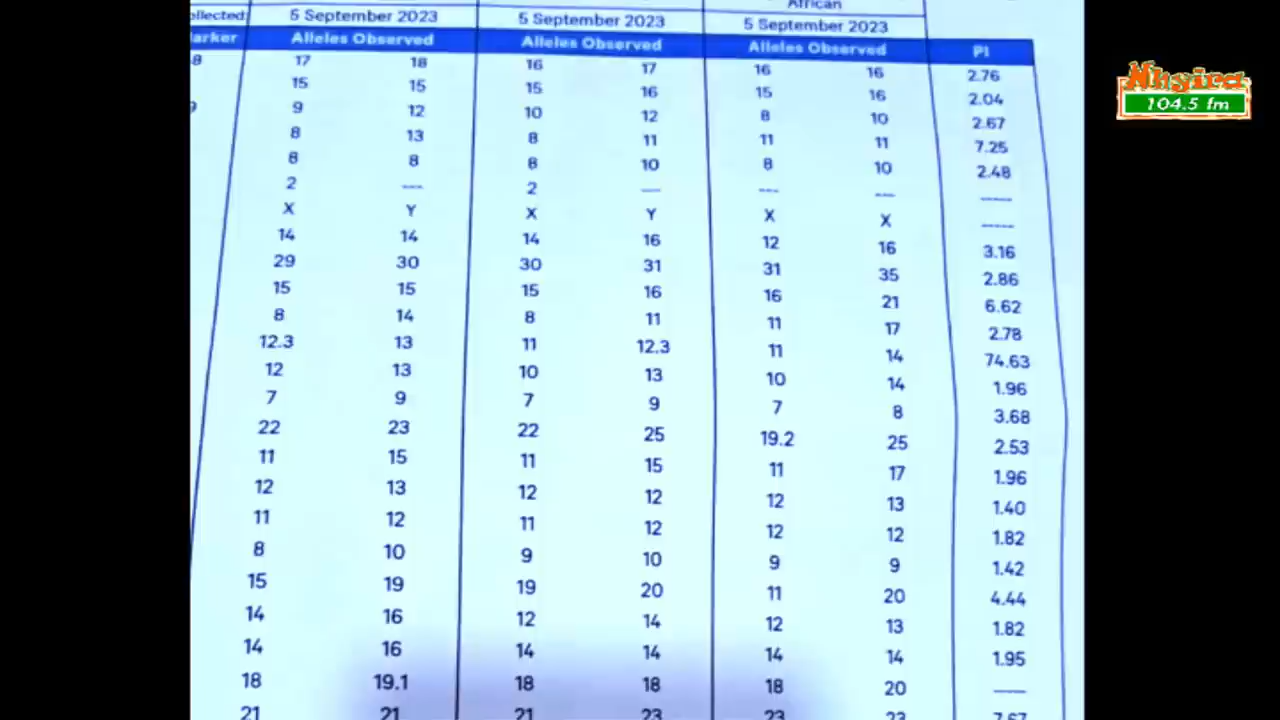 African
ollected: 5 September 2023 5 September 2023 5 September 2023
arker Alleles Observed Alleles Observed Alleles Observed PI
8 17 18 16 17 16 16 2.76
15 15 15 16 15 16 2.04
9 12 10 12 8 10 2.67
8 13 8 11 11 11 7.25
8 8 8 10 8 10 2.48
2 --- 2 --- --- --- -----
X Y X Y X X -----
14 14 14 16 12 16 3.16
29 30 30 31 31 35 2.86
15 15 15 16 16 21 6.62
8 14 8 11 11 17 2.78
12.3 13 11 12.3 11 14 74.63
12 13 10 13 10 14 1.96
7 9 7 9 7 8 3.68
22 23 22 25 19.2 25 2.53
11 15 11 15 11 17 1.96
12 13 12 12 12 13 1.40
11 12 11 12 12 12 1.82
8 10 9 10 9 9 1.42
15 19 19 20 11 20 4.44
14 16 12 14 12 13 1.82
14 16 14 14 14 14 1.95
18 19.1 18 18 18 20 -----
21 21 21 23 23 23 7.67
Nhyira
104.5 fm